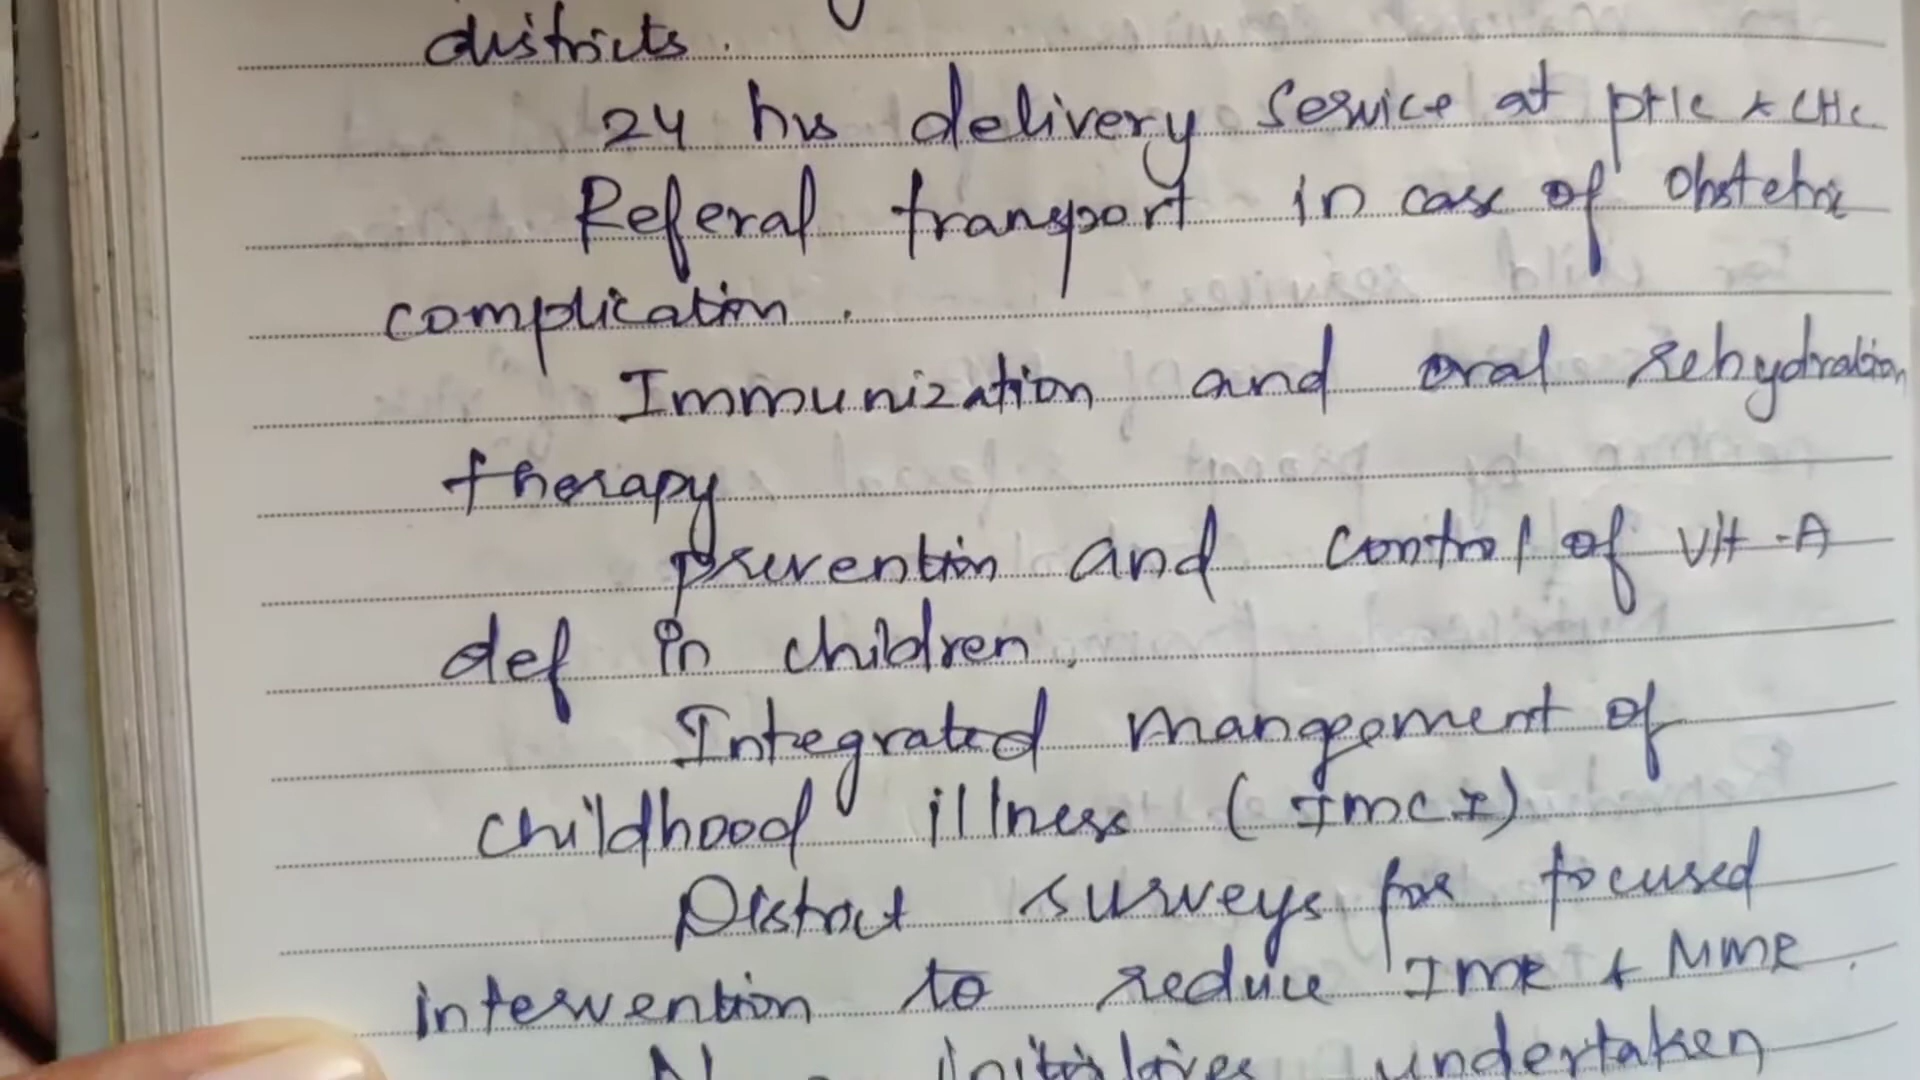 districts.
24 hrs delivery service at PHC & CHC
Referal transport in case of Obstetric
complication.
Immunization and oral rehydration
therapy
prevention and control of Vit-A
def in children.
Integrated mangement of
childhood illness (IMCI)
District surveys for focused
intervention to reduce IMR & MMR.
initiatives undertaken